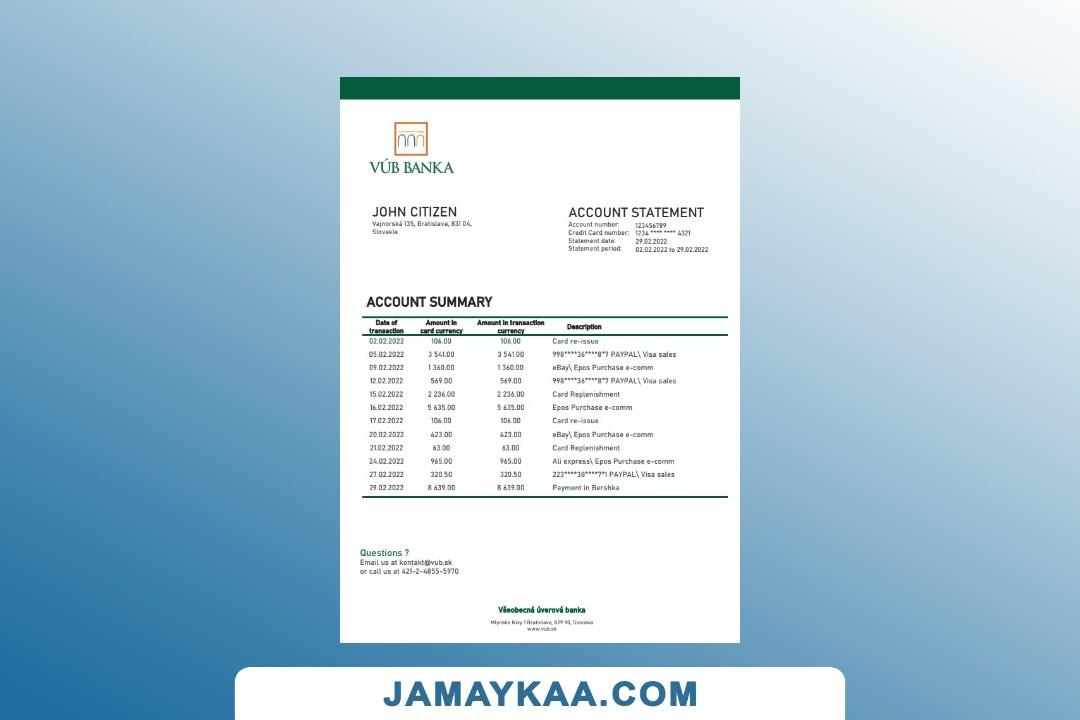 VÚB BANKA
JOHN CITIZEN
Vajnorská 135, Bratislava, 831 04,
Slovakia
ACCOUNT STATEMENT
Account number: 123456789
Credit Card number: 1234 **** **** 4321
Statement date: 29.02.2022
Statement period: 02.02.2022 to 29.02.2022
ACCOUNT SUMMARY
Date of transaction Amount in card currency Amount in transaction currency Description
02.02.2022 106.00 106.00 Card re-issue
05.02.2022 3 541.00 3 541.00 998****36****8*7 PAYPAL\ Visa sales
09.02.2022 1 360.00 1 360.00 eBay\ Epos Purchase e-comm
12.02.2022 569.00 569.00 998****36****8*7 PAYPAL\ Visa sales
15.02.2022 2 236.00 2 236.00 Card Replenishment
16.02.2022 5 635.00 5 635.00 Epos Purchase e-comm
17.02.2022 106.00 106.00 Card re-issue
20.02.2022 423.00 423.00 eBay\ Epos Purchase e-comm
21.02.2022 63.00 63.00 Card Replenishment
24.02.2022 965.00 965.00 Ali express\ Epos Purchase e-comm
27.02.2022 320.50 320.50 223****38****7*1 PAYPAL\ Visa sales
29.02.2022 8 639.00 8 639.00 Payment in Bershka
Questions ?
Email us at kontakt@vub.sk
or call us at 421-2-4855-5970
Všeobecná úverová banka
Mlynske Nivy 1 Bratislava, 829 90, Slovakia
www.vub.sk
JAMAYKAA.COM